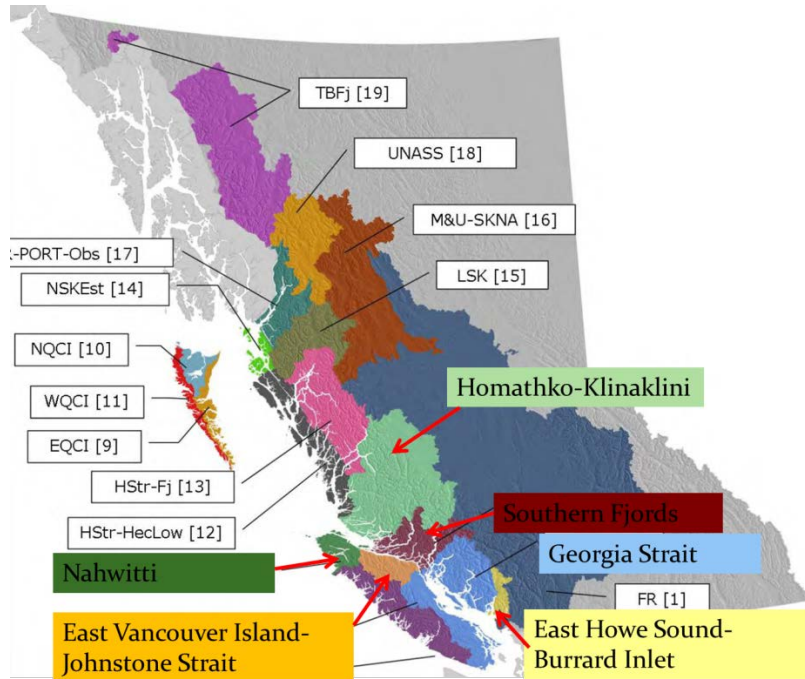 TBFj [19]
UNASS [18]
M&U-SKNA [16]
R-PORT-Obs [17]
LSK [15]
NSKEst [14]
NQCI [10]
Homathko-Klinaklini
WQCI [11]
EQCI [9]
HStr-Fj [13]
Southern Fjords
HStr-HecLow [12]
Georgia Strait
Nahwitti
FR [1]
East Vancouver Island-
Johnstone Strait
East Howe Sound-
Burrard Inlet